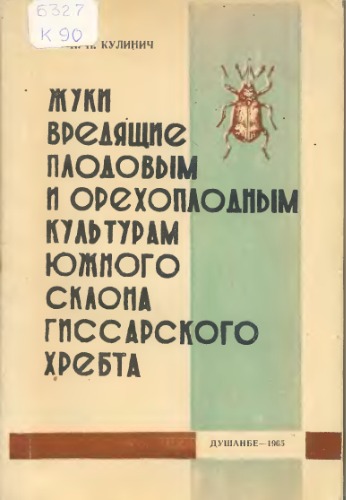 Б327
К 90
КУЛИНИЧ
ЖУКИ
ВРЕДЯЩИЕ
ПЛОДОВЫМ
И ОРЕХОПЛОДНЫМ
КУЛЬТУРАМ
ЮЖНОГО
СКЛОНА
ГИССАРСКОГО
ХРЕБТА
ДУШАНБЕ—1965